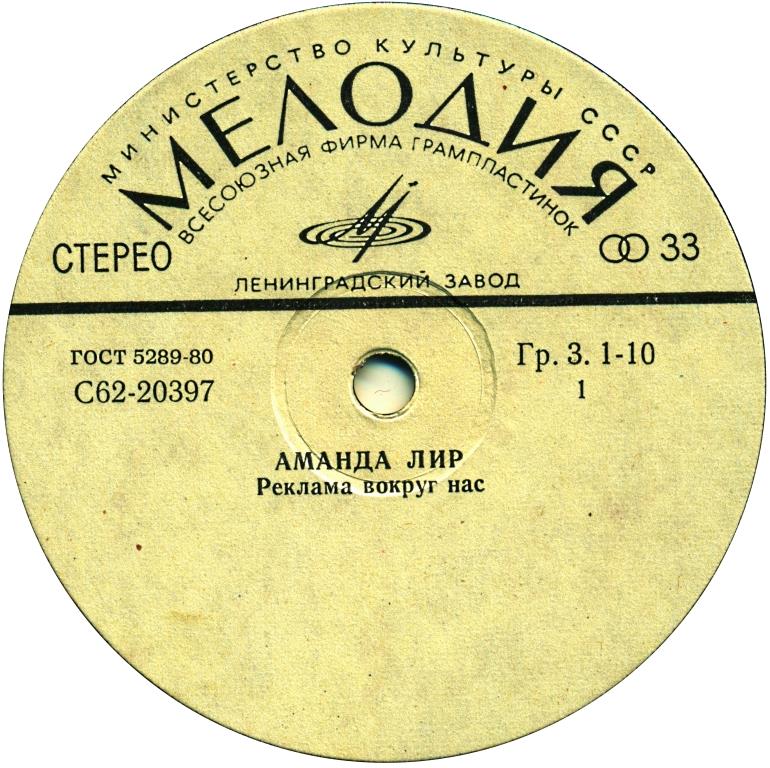 МИНИСТЕРСТВО КУЛЬТУРЫ СССР
МЕЛОДИЯ
ВСЕСОЮЗНАЯ ФИРМА ГРАМПЛАСТИНОК
СТЕРЕО
33
ЛЕНИНГРАДСКИЙ ЗАВОД
ГОСТ 5289-80
Гр. 3. 1-10
С62-20397
1
АМАНДА ЛИР
Реклама вокруг нас